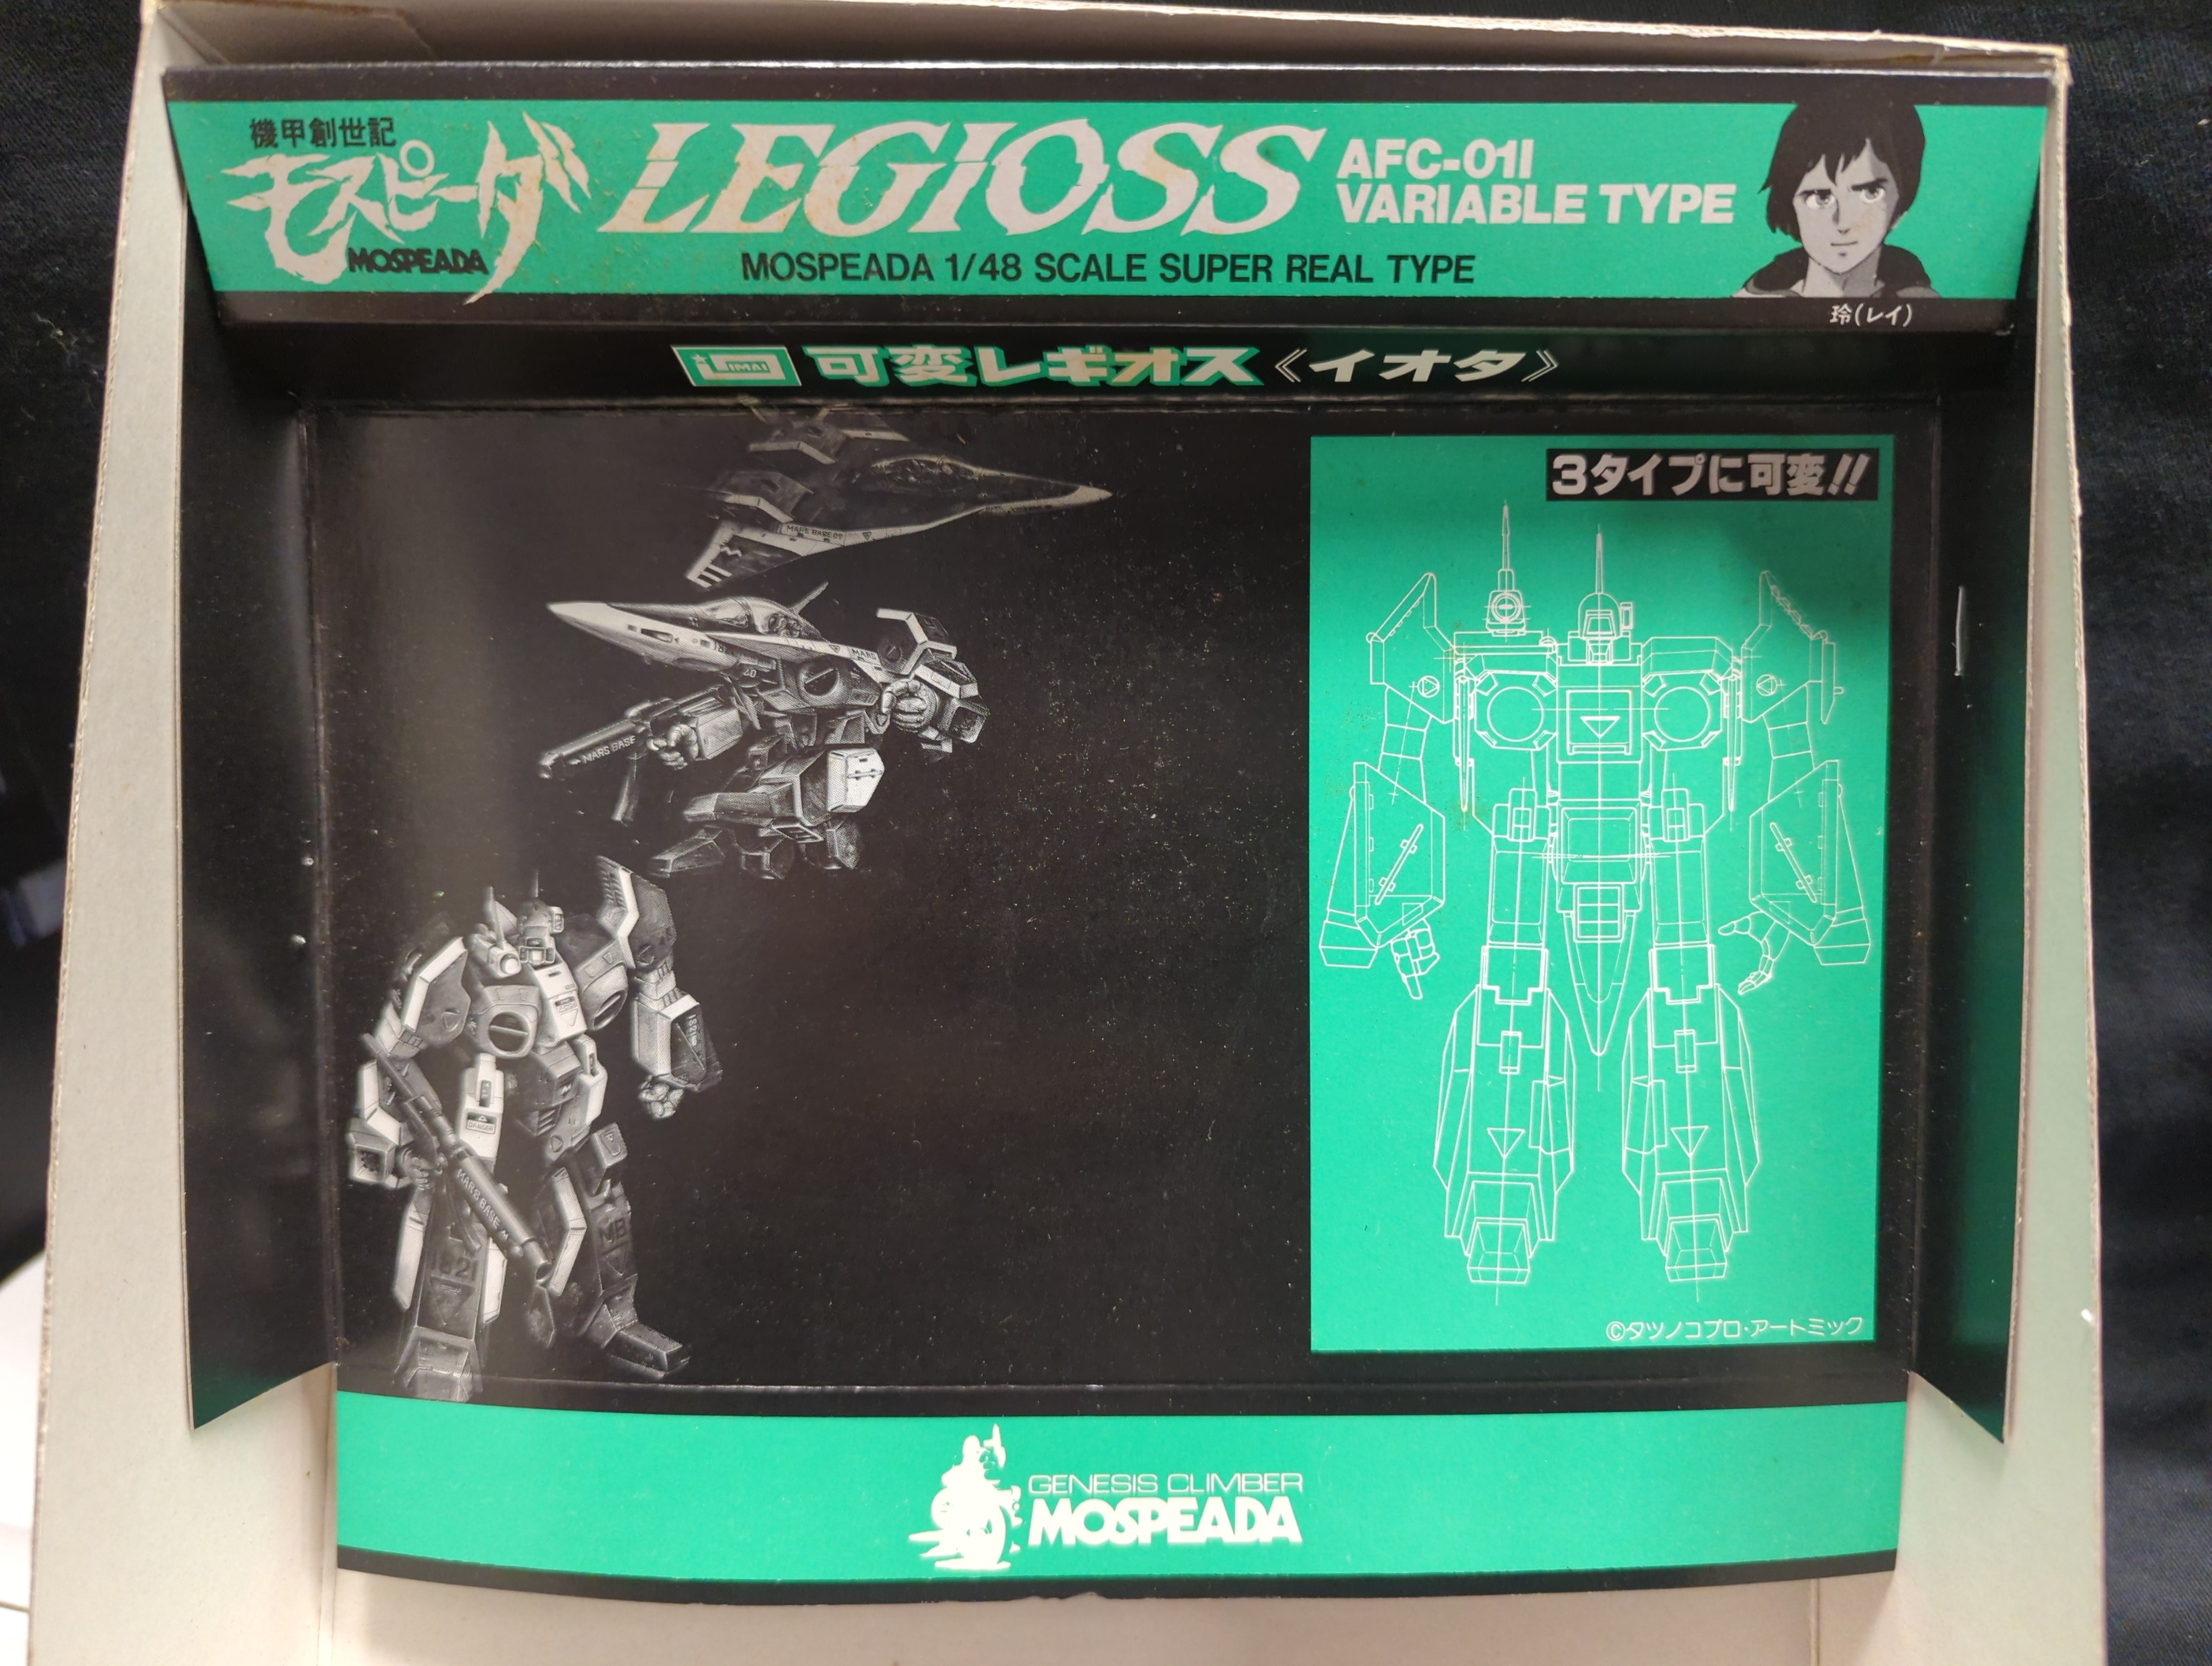 機甲創世記
モスピーダ
MOSPEADA
LEGIOSS
AFC-01I
VARIABLE TYPE
MOSPEADA 1/48 SCALE SUPER REAL TYPE
玲(レイ)
IMAI 可変レギオス《イオタ》
3タイプに可変!!
MARS BASE
MARS
MARS BASE
1821
MARS BASE
MB
1821
©タツノコプロ・アートミック
GENESIS CLIMBER
MOSPEADA